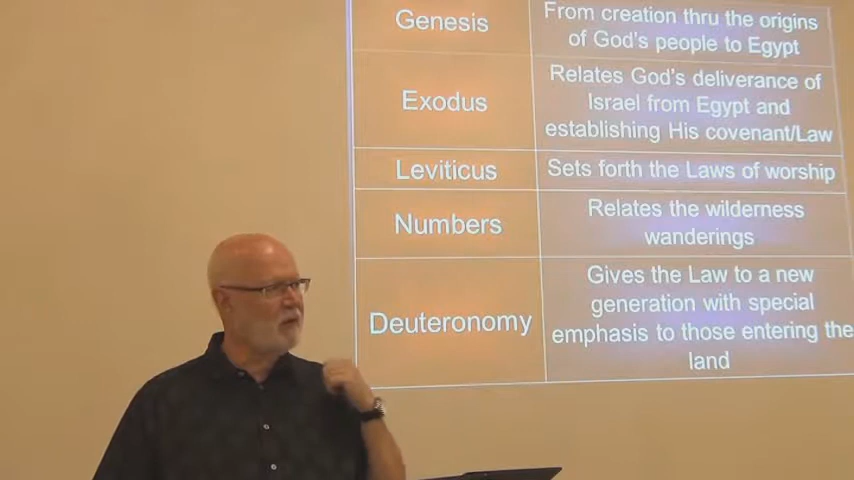 Genesis
From creation thru the origins
of God's people to Egypt
Exodus
Relates God's deliverance of
Israel from Egypt and
establishing His covenant/Law
Leviticus
Sets forth the Laws of worship
Numbers
Relates the wilderness
wanderings
Deuteronomy
Gives the Law to a new
generation with special
emphasis to those entering the
land